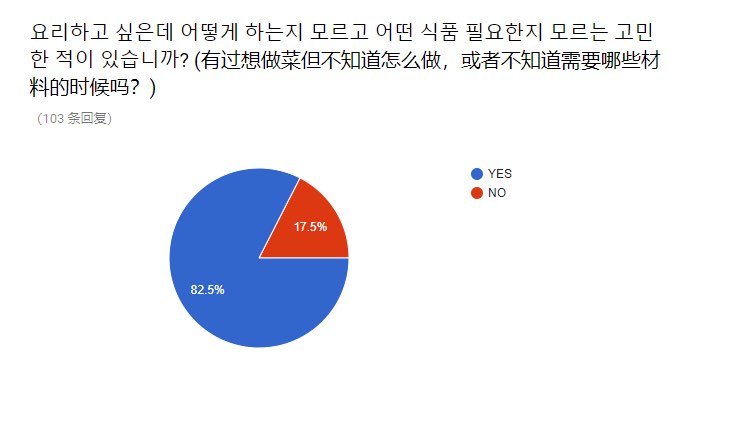 요리하고 싶은데 어떻게 하는지 모르고 어떤 식품 필요한지 모르는 고민
한 적이 있습니까? (有过想做菜但不知道怎么做，或者不知道需要哪些材
料的时候吗？)
（103 条回复）
YES
NO
17.5%
82.5%